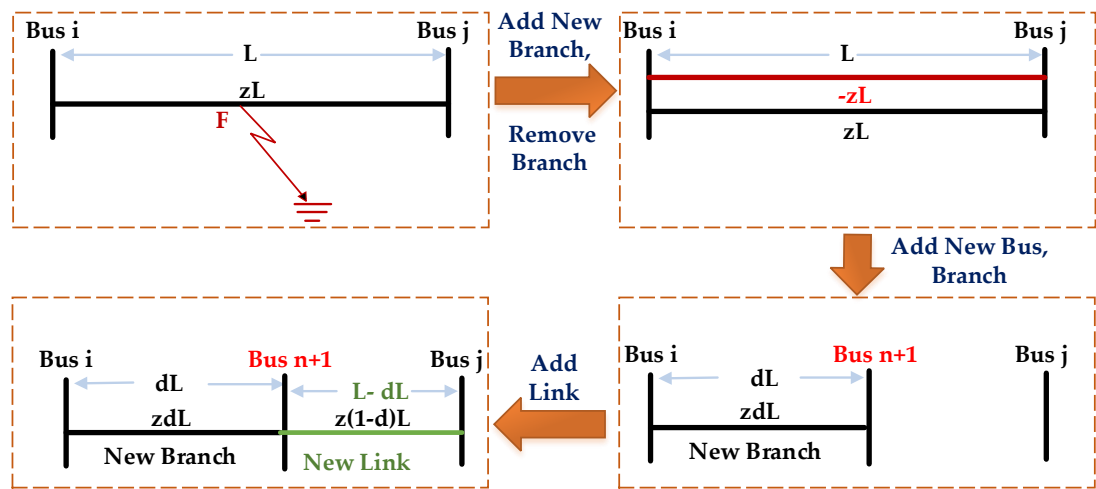 Bus i
Bus j
L
zL
F
Add New
Branch,
Remove
Branch
Bus i
Bus j
L
-zL
zL
Add New Bus,
Branch
Bus i
Bus n+1
Bus j
dL
zdL
New Branch
Add
Link
Bus i
Bus n+1
Bus j
dL
L- dL
zdL
z(1-d)L
New Branch
New Link